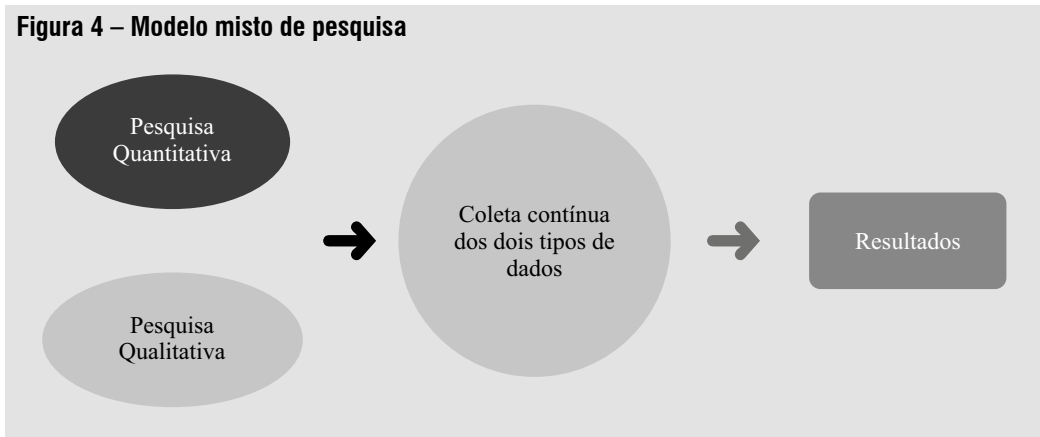 Figura 4 – Modelo misto de pesquisa
Pesquisa
Quantitativa
Pesquisa
Qualitativa
Coleta contínua
dos dois tipos de
dados
Resultados